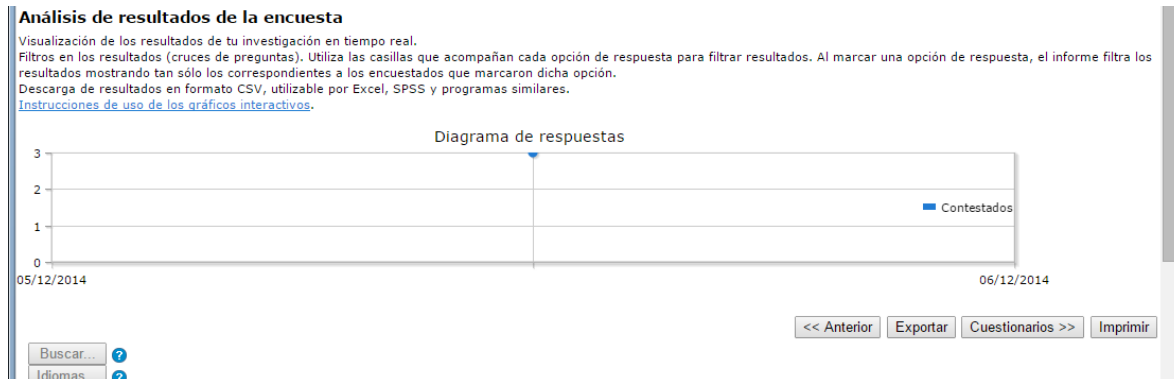 Análisis de resultados de la encuesta
Visualización de los resultados de tu investigación en tiempo real.
Filtros en los resultados (cruces de preguntas). Utiliza las casillas que acompañan cada opción de respuesta para filtrar resultados. Al marcar una opción de respuesta, el informe filtra los
resultados mostrando tan sólo los correspondientes a los encuestados que marcaron dicha opción.
Descarga de resultados en formato CSV, utilizable por Excel, SPSS y programas similares.
Instrucciones de uso de los gráficos interactivos.
Diagrama de respuestas
3
2
Contestados
1
0
05/12/2014 06/12/2014
<< Anterior Exportar Cuestionarios >> Imprimir
Buscar... ?
Idiomas... ?